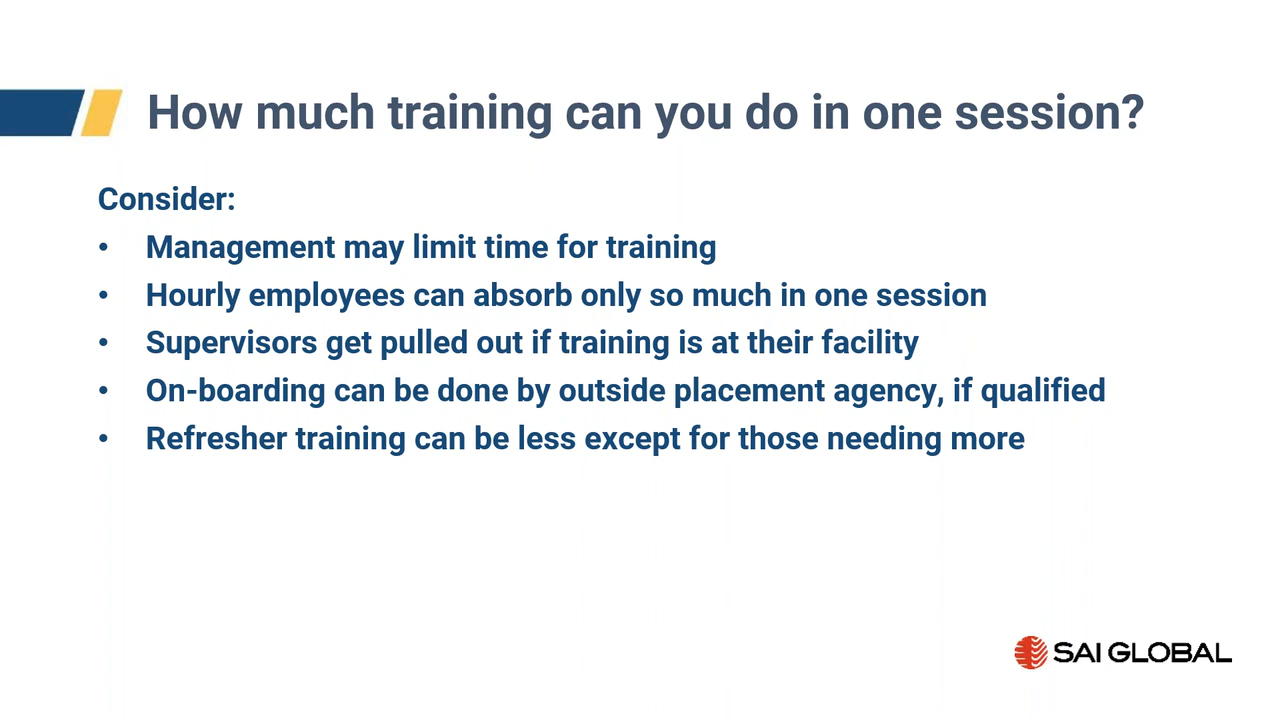 How much training can you do in one session?
Consider:
• Management may limit time for training
• Hourly employees can absorb only so much in one session
• Supervisors get pulled out if training is at their facility
• On-boarding can be done by outside placement agency, if qualified
• Refresher training can be less except for those needing more
SAI GLOBAL